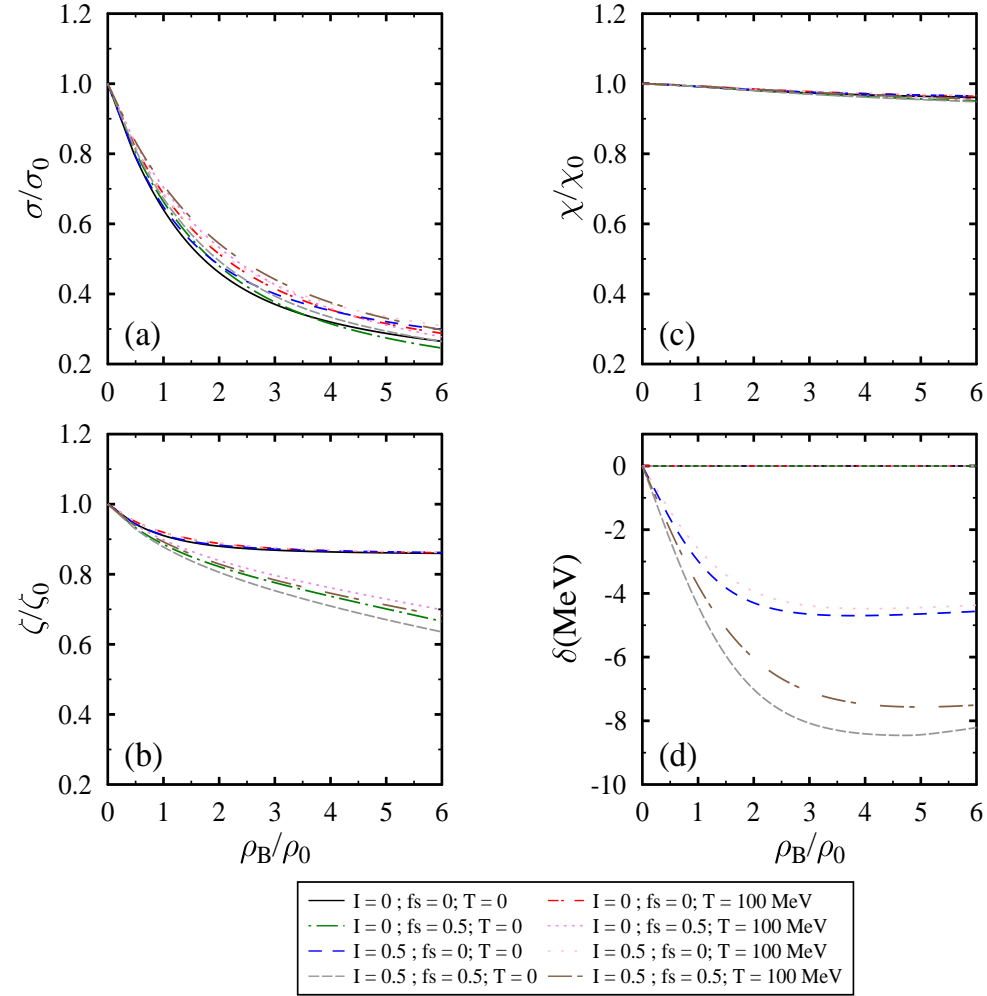 1.2
1.0
0.8
0.6
0.4
0.2
σ/σ0
(a)
0 1 2 3 4 5 6
1.2
1.0
0.8
0.6
0.4
0.2
χ/χ0
(c)
0 1 2 3 4 5 6
1.2
1.0
0.8
0.6
0.4
0.2
ζ/ζ0
(b)
0 1 2 3 4 5 6
ρB/ρ0
0
-2
-4
-6
-8
-10
δ(MeV)
(d)
0 1 2 3 4 5 6
ρB/ρ0
I = 0 ; fs = 0; T = 0
I = 0 ; fs = 0.5; T = 0
I = 0.5 ; fs = 0; T = 0
I = 0.5 ; fs = 0.5; T = 0
I = 0 ; fs = 0; T = 100 MeV
I = 0 ; fs = 0.5; T = 100 MeV
I = 0.5 ; fs = 0; T = 100 MeV
I = 0.5 ; fs = 0.5; T = 100 MeV